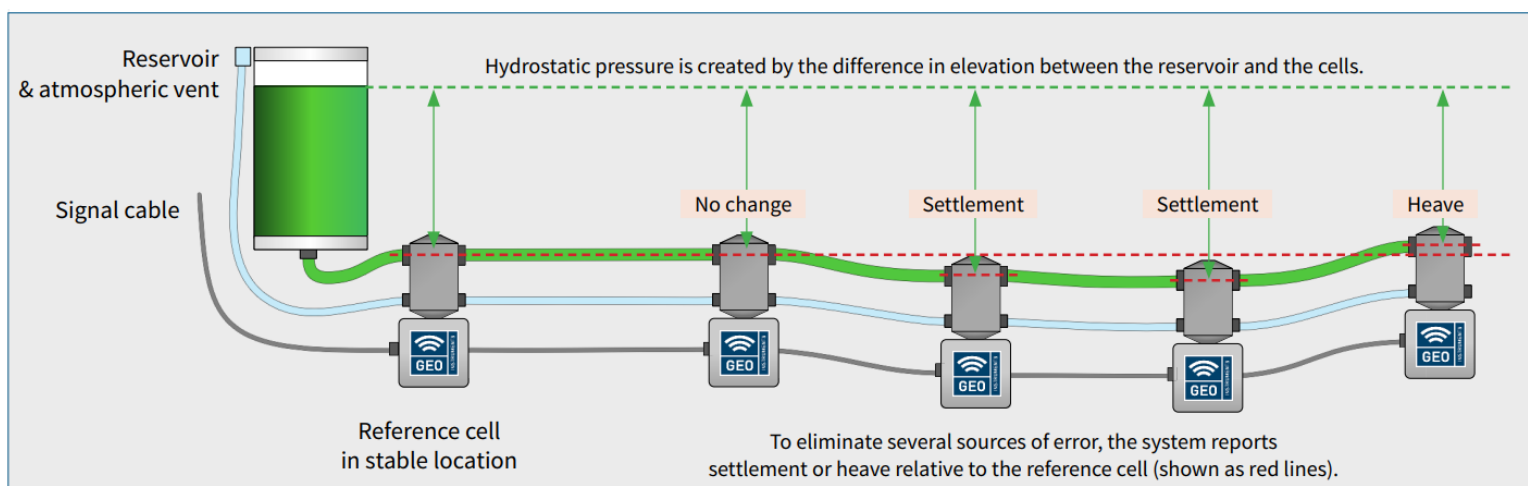 Reservoir
& atmospheric vent
Hydrostatic pressure is created by the difference in elevation between the reservoir and the cells.
Signal cable
No change
Settlement
Settlement
Heave
GEO
GEO
GEO
GEO
GEO
Reference cell
in stable location
To eliminate several sources of error, the system reports
settlement or heave relative to the reference cell (shown as red lines).